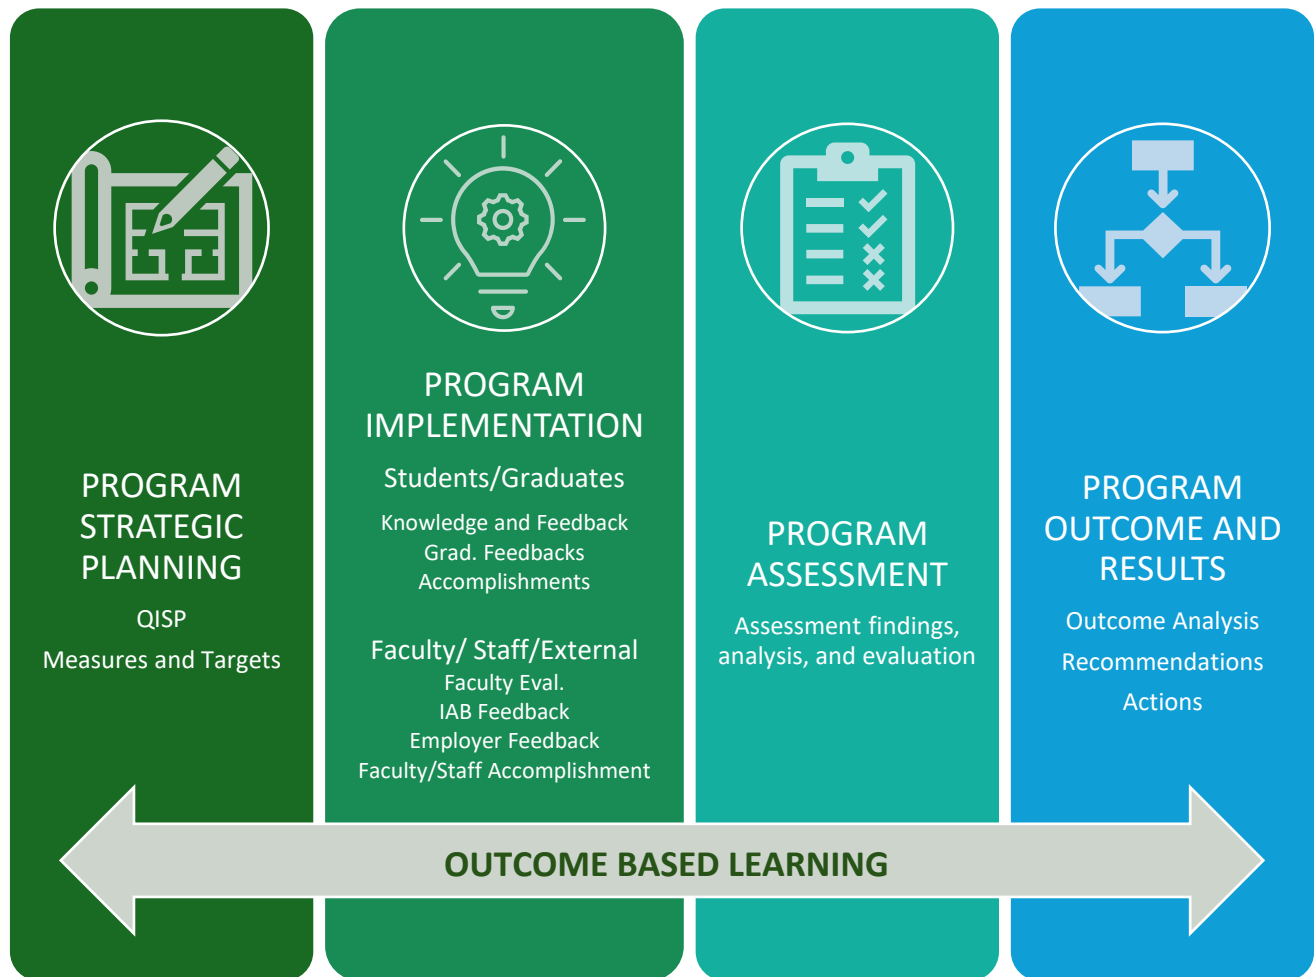 PROGRAM
STRATEGIC
PLANNING
QISP
Measures and Targets
PROGRAM
IMPLEMENTATION
Students/Graduates
Knowledge and Feedback
Grad. Feedbacks
Accomplishments
Faculty/ Staff/External
Faculty Eval.
IAB Feedback
Employer Feedback
Faculty/Staff Accomplishment
PROGRAM
ASSESSMENT
Assessment findings,
analysis, and evaluation
PROGRAM
OUTCOME AND
RESULTS
Outcome Analysis
Recommendations
Actions
OUTCOME BASED LEARNING